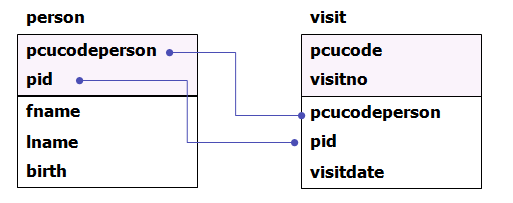 person
pcucodeperson
pid
fname
lname
birth
visit
pcucode
visitno
pcucodeperson
pid
visitdate